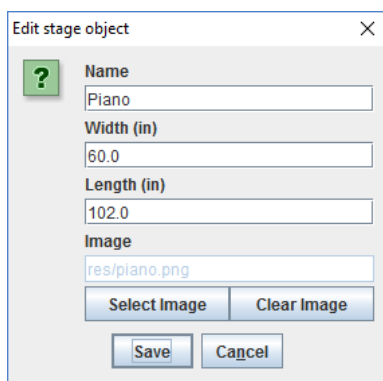 Edit stage object
?
Name
Piano
Width (in)
60.0
Length (in)
102.0
Image
res/piano.png
Select Image Clear Image
Save Cancel